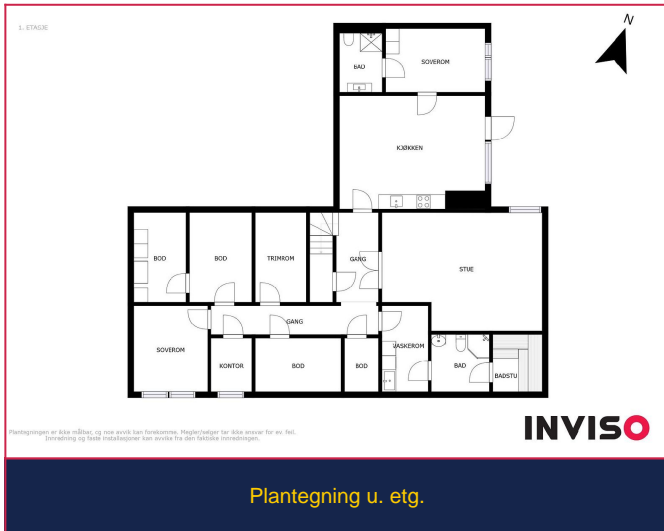 1. ETASJE
N
BAD
SOVEROM
KJØKKEN
BOD
BOD
TRIMROM
GANG
STUE
GANG
SOVEROM
KONTOR
BOD
BOD
VASKEROM
BAD
BADSTU
Plantegningen er ikke målbar, og noe avvik kan forekomme. Megler/selger tar ikke ansvar for ev. feil.
Innredning og faste installasjoner kan avvike fra den faktiske innredningen.
INVISO
Plantegning u. etg.